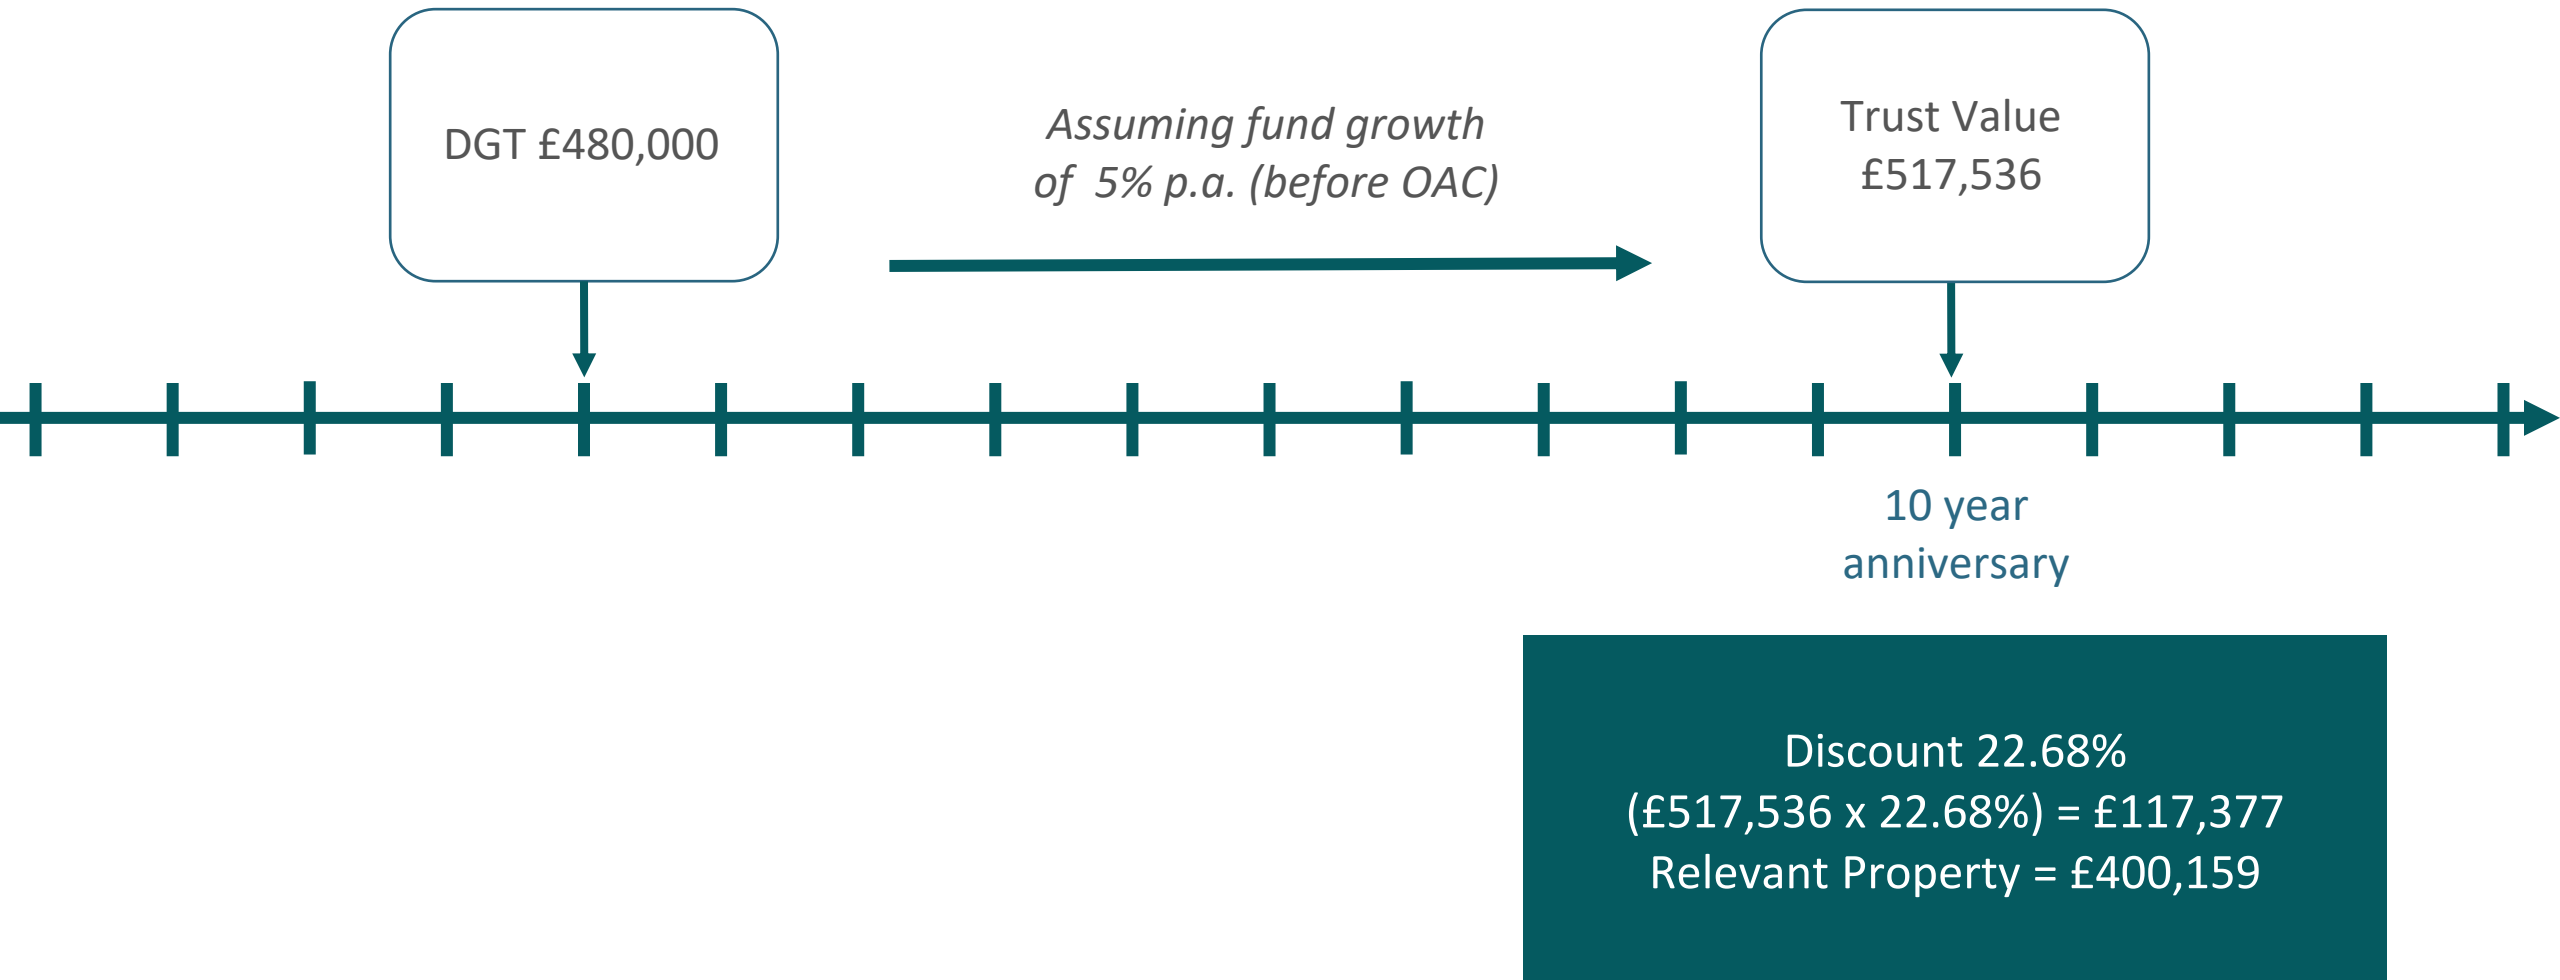 DGT £480,000
Assuming fund growth
of 5% p.a. (before OAC)
Trust Value
£517,536
10 year
anniversary
Discount 22.68%
(£517,536 x 22.68%) = £117,377
Relevant Property = £400,159